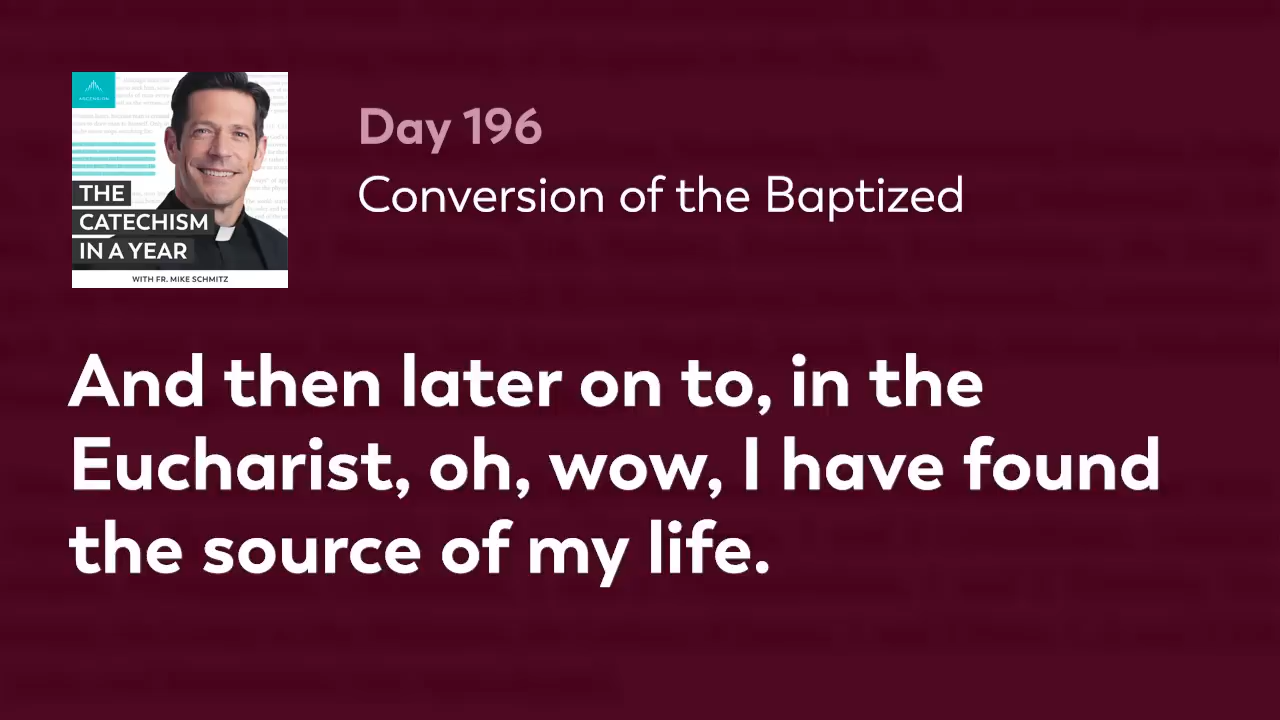 ASCENSION
THE
CATECHISM
IN A YEAR
WITH FR. MIKE SCHMITZ
Day 196
Conversion of the Baptized
And then later on to, in the
Eucharist, oh, wow, I have found
the source of my life.